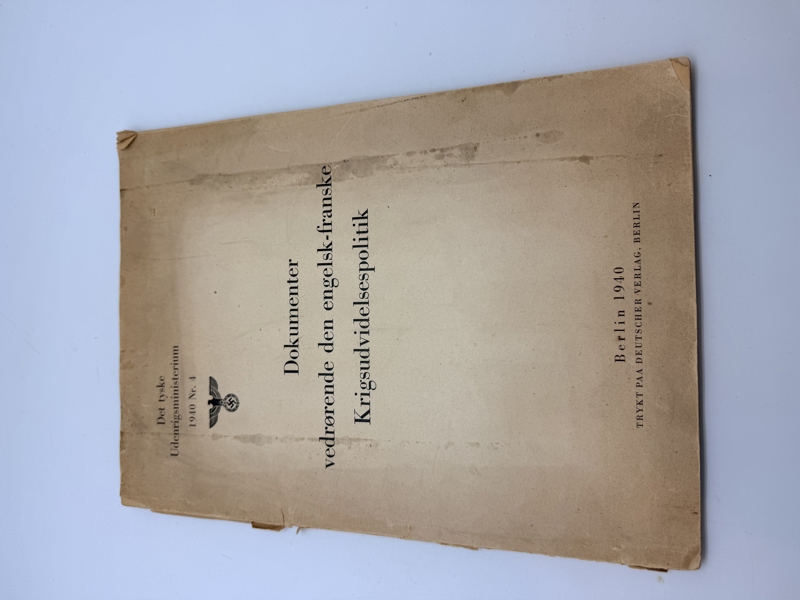 Det tyske
Udenrigsministerium
1940 Nr. 4
Dokumenter
vedrørende den engelsk-franske
Krigsudvidelsespolitik
Berlin 1940
TRYKT PAA DEUTSCHER VERLAG, BERLIN